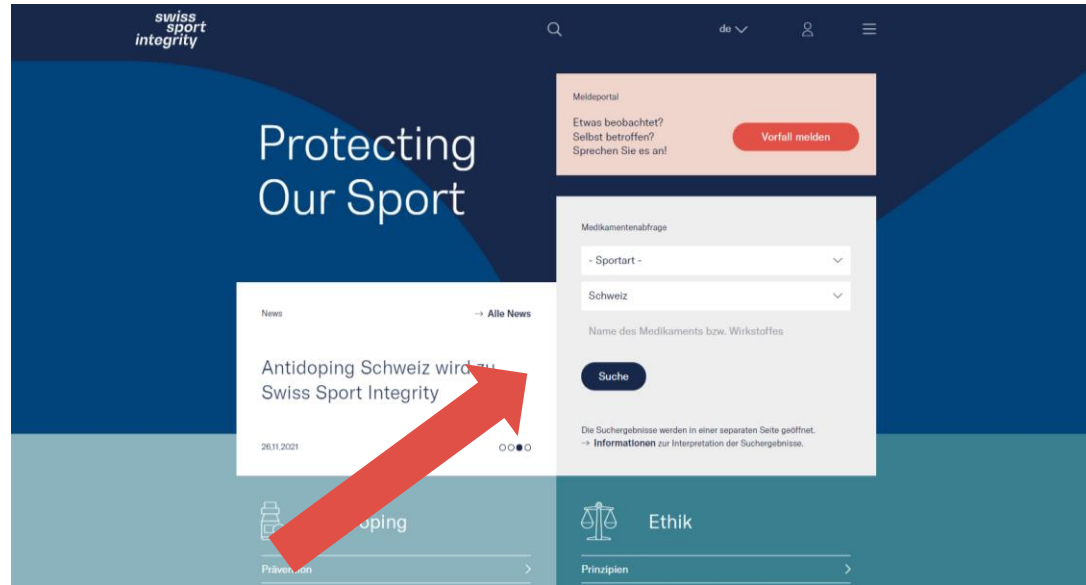 swiss
sport
integrity
de
Protecting
Our Sport
Meldeportal
Etwas beobachtet?
Selbst betroffen?
Sprechen Sie es an!
Vorfall melden
Medikamentenabfrage
- Sportart -
Schweiz
Name des Medikaments bzw. Wirkstoffes
Suche
Die Suchergebnisse werden in einer separaten Seite geöffnet.
→ Informationen zur Interpretation der Suchergebnisse.
News
→ Alle News
Antidoping Schweiz wird zu
Swiss Sport Integrity
26.11.2021
Ethik
Prinzipien